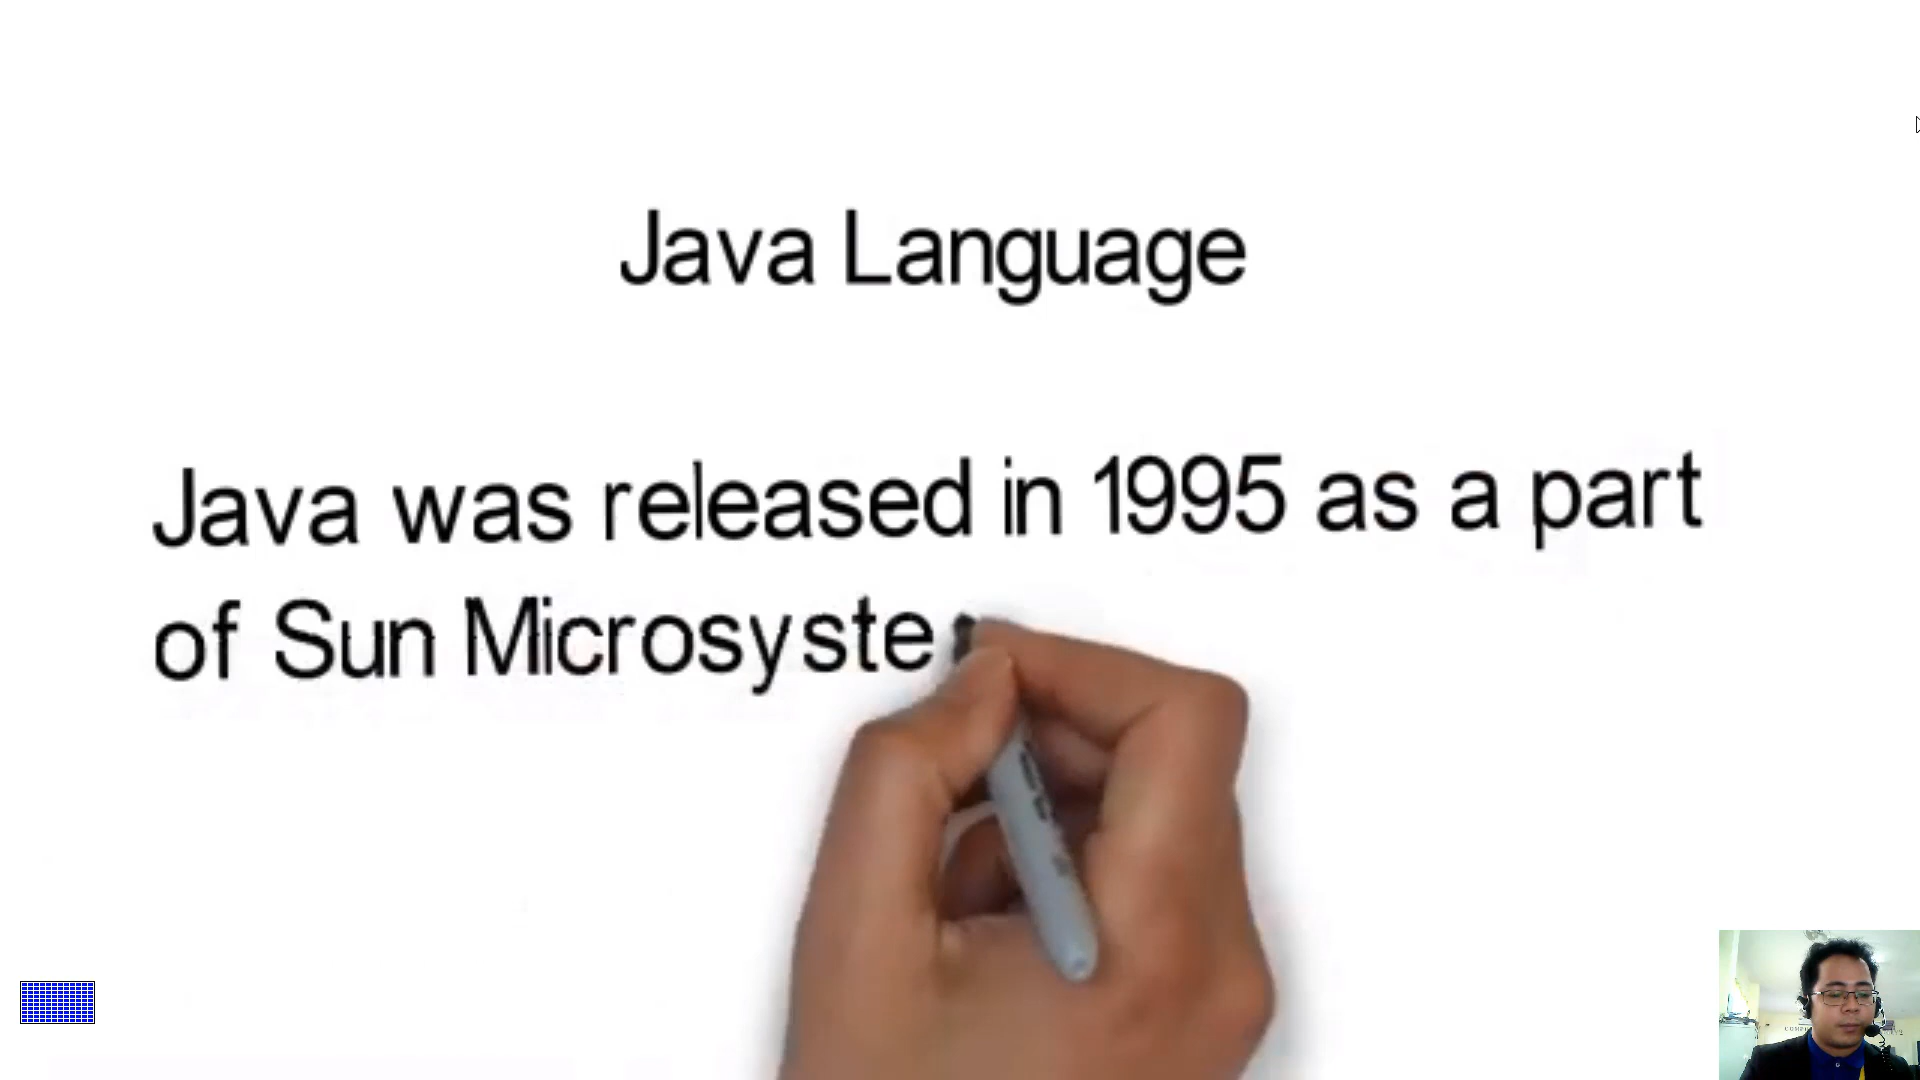 Java Language
Java was released in 1995 as a part
of Sun Microsyste